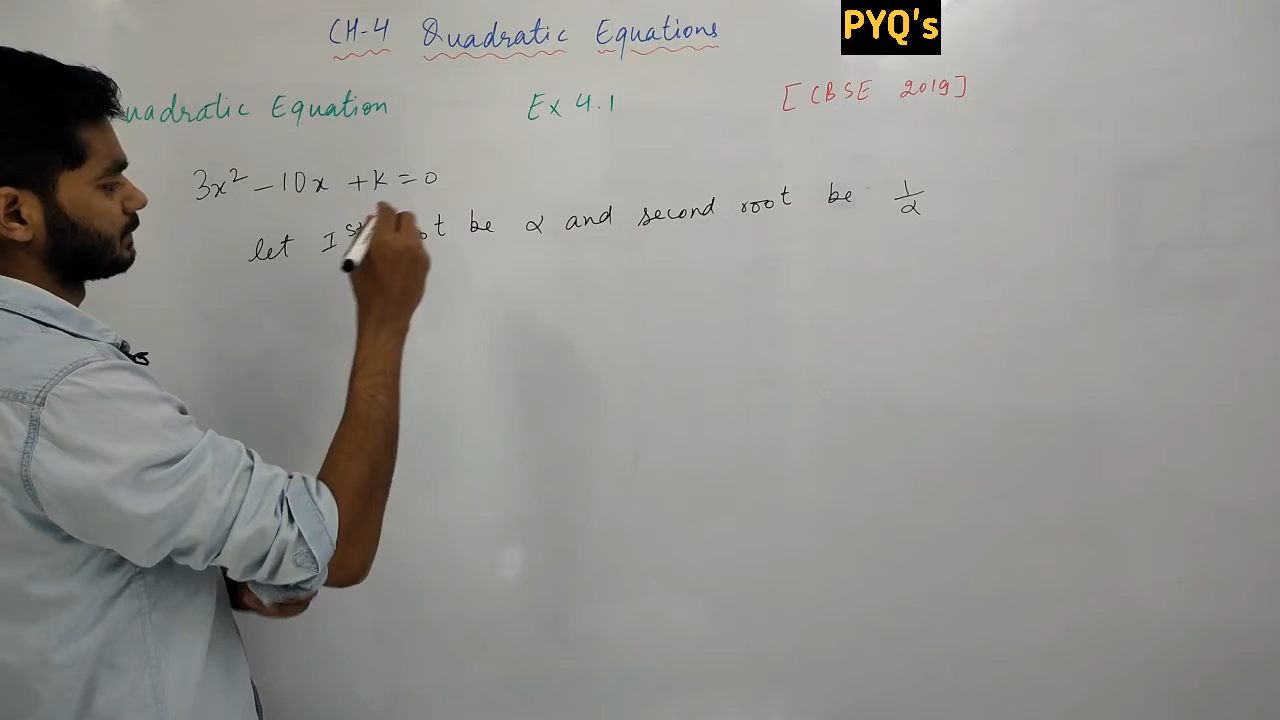 CH-4 Quadratic Equations
PYQ's
uadratic Equation Ex 4.1 [CBSE 2019]
3x² - 10x + k = 0
let I be α and second root be 1/α